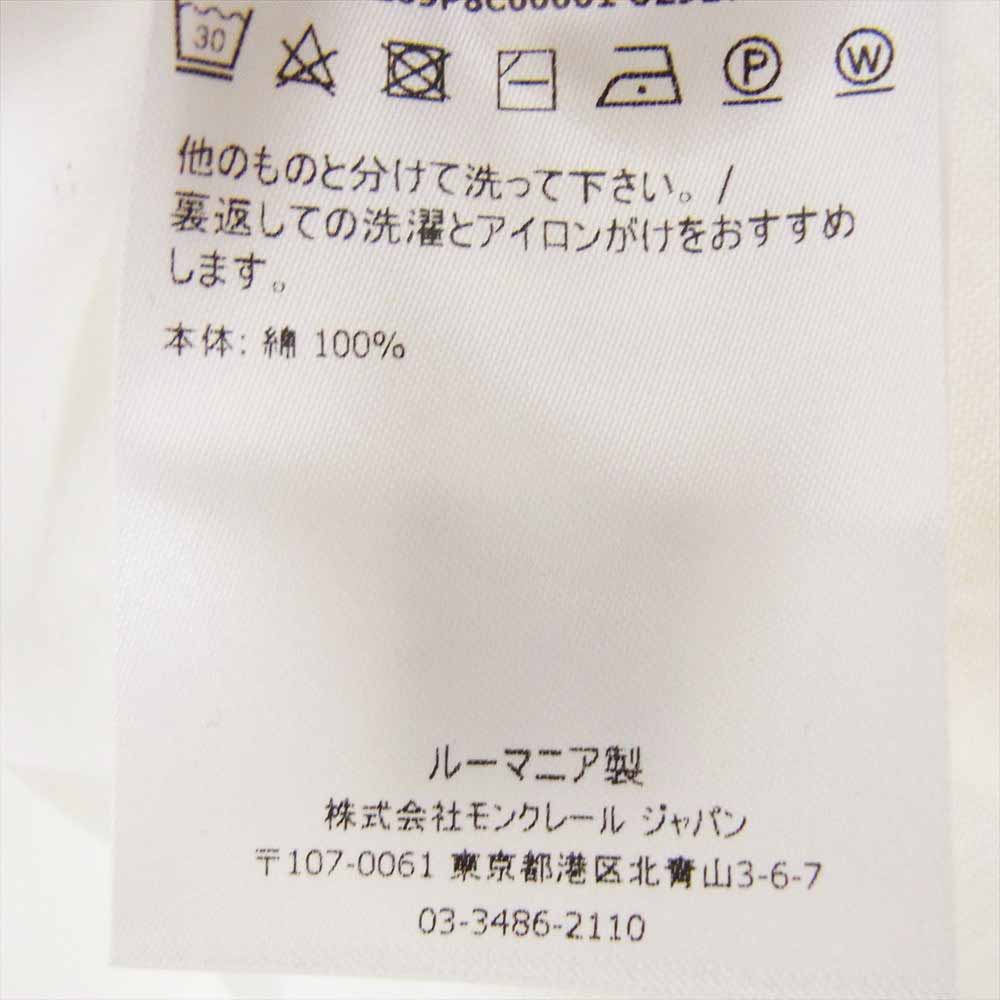 30
P
W
他のものと分けて洗って下さい。/
裏返しての洗濯とアイロンがけをおすすめ
します。
本体: 綿 100%
ルーマニア製
株式会社モンクレール ジャパン
〒107-0061 東京都港区北青山3-6-7
03-3486-2110